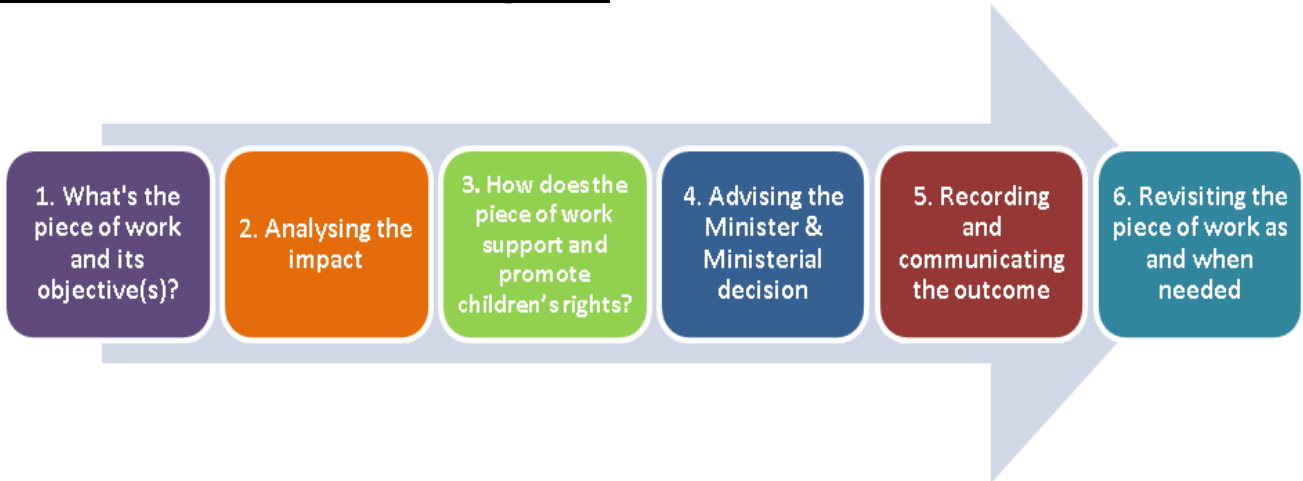 1. What's the
piece of work
and its
objective(s)?
2. Analysing the
impact
3. How does the
piece of work
support and
promote
children's rights?
4. Advising the
Minister &
Ministerial
decision
5. Recording
and
communicating
the outcome
6. Revisiting the
piece of work as
and when
needed